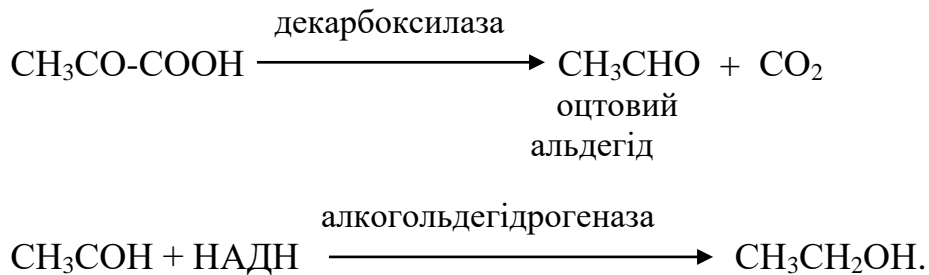 декарбоксилаза
CH₃CO-COOH ⟶ CH₃CHO + CO₂
оцтовий
альдегід
алкогольдегідрогеназа
CH₃COH + НАДН ⟶ CH₃CH₂OH.